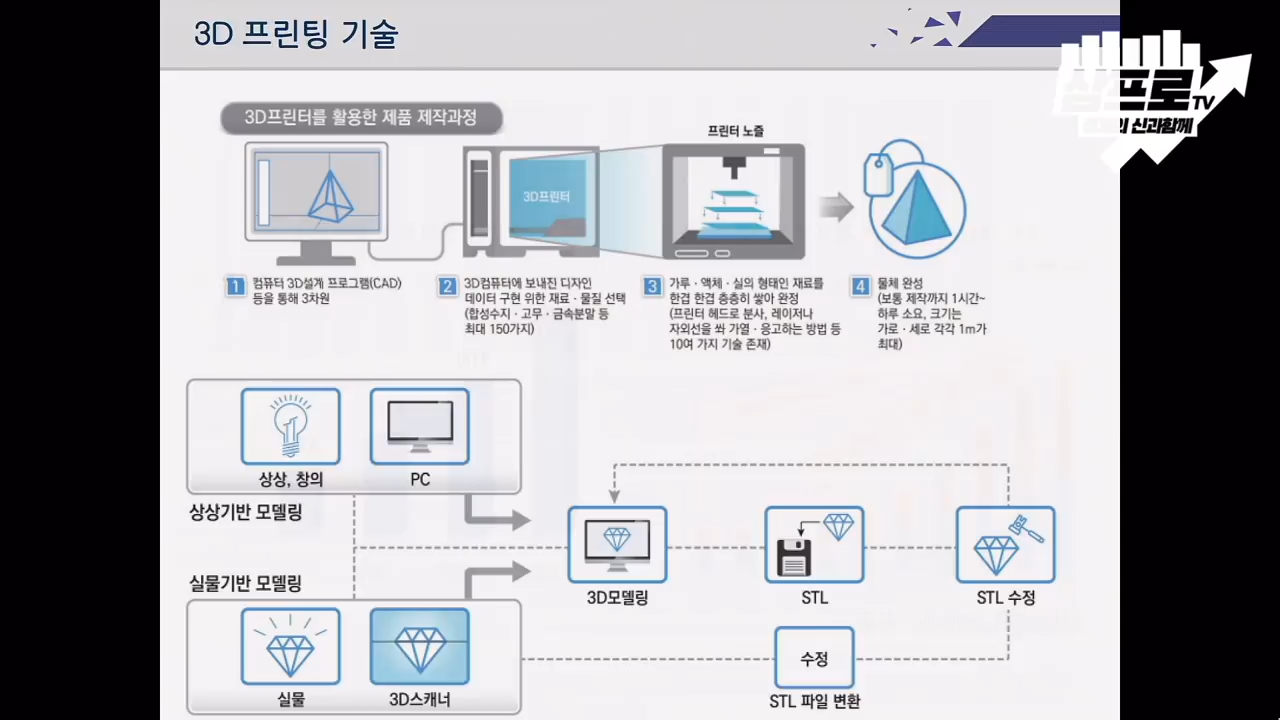 3D 프린팅 기술
삼프로TV
신과함께
3D프린터를 활용한 제품 제작과정
프린터 노즐
3D프린터
1 컴퓨터 3D설계 프로그램(CAD)
등을 통해 3차원
2 3D컴퓨터에 보내진 디자인
데이터 구현 위한 재료·물질 선택
(합성수지·고무·금속분말 등
최대 150가지)
3 가루·액체·실의 형태인 재료를
한겹 한겹 층층히 쌓아 완성
(프린터 헤드로 분사, 레이저나
자외선을 쏴 가열·응고하는 방법 등
10여 가지 기술 존재)
4 물체 완성
(보통 제작까지 1시간~
하루 소요, 크기는
가로·세로 각각 1m가
최대)
상상, 창의
PC
상상기반 모델링
실물기반 모델링
3D모델링
STL
STL 수정
수정
실물
3D스캐너
STL 파일 변환